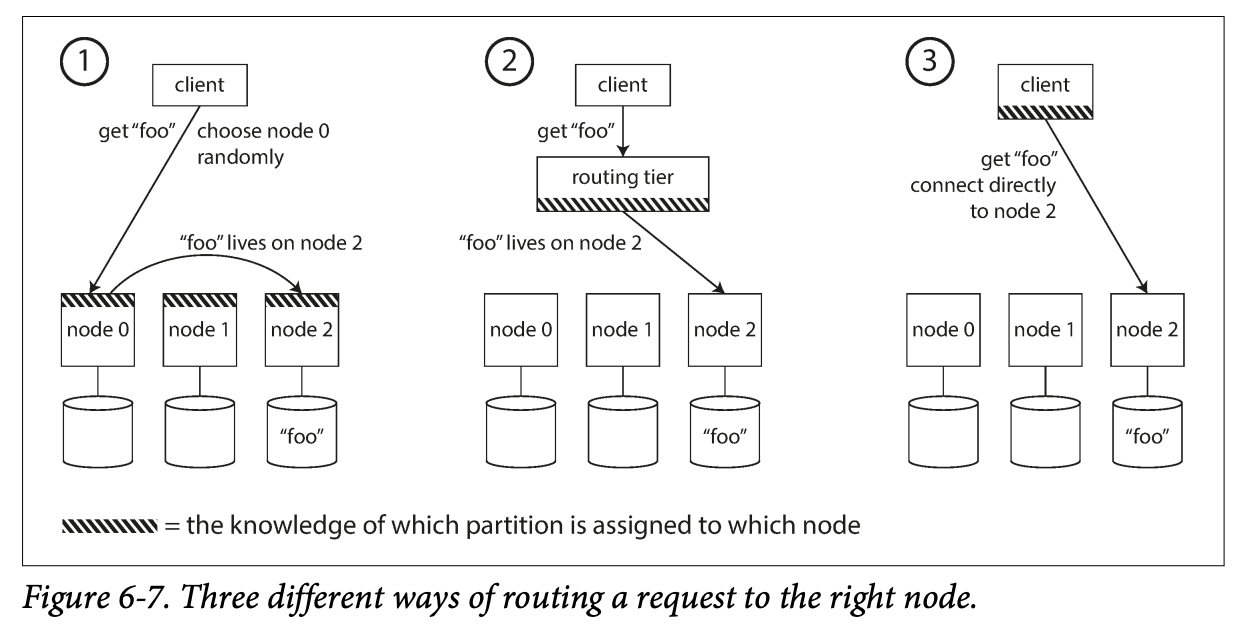 1
client
get “foo”
choose node 0
randomly
“foo” lives on node 2
node 0
node 1
node 2
“foo”
2
client
get “foo”
routing tier
“foo” lives on node 2
node 0
node 1
node 2
“foo”
3
client
get “foo”
connect directly
to node 2
node 0
node 1
node 2
“foo”
= the knowledge of which partition is assigned to which node
Figure 6-7. Three different ways of routing a request to the right node.